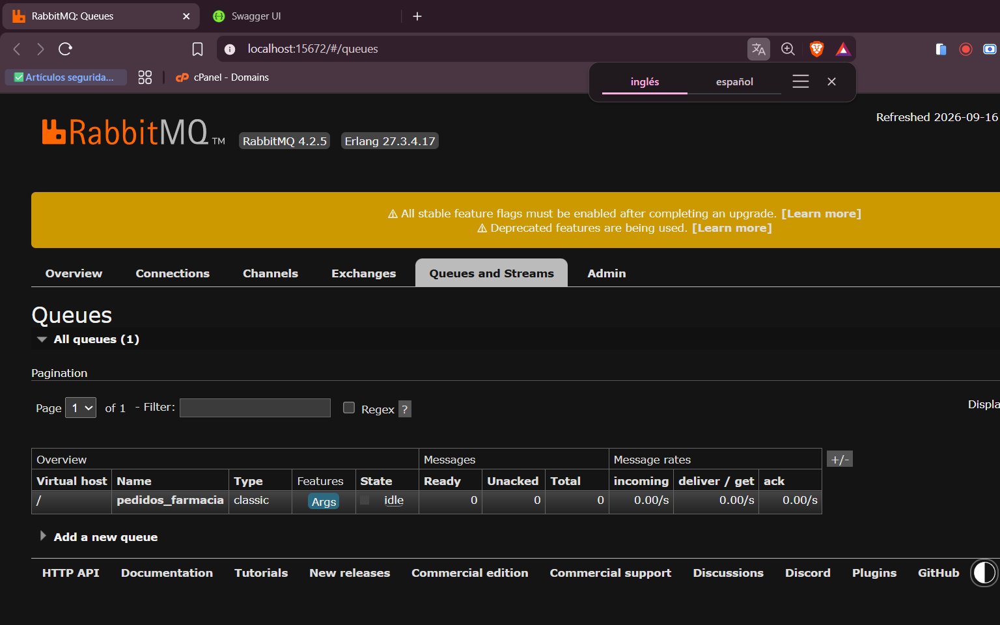 RabbitMQ: Queues
Swagger UI
localhost:15672/#/queues
Artículos segurida...
cPanel - Domains
inglés español
RabbitMQ TM
RabbitMQ 4.2.5 Erlang 27.3.4.17
Refreshed 2026-09-16
⚠ All stable feature flags must be enabled after completing an upgrade. [Learn more]
⚠ Deprecated features are being used. [Learn more]
Overview Connections Channels Exchanges Queues and Streams Admin
Queues
All queues (1)
Pagination
Page 1 of 1 - Filter: Regex ?
Displa
Overview Messages Message rates +/-
Virtual host Name Type Features State Ready Unacked Total incoming deliver / get ack
/ pedidos_farmacia classic Args idle 0 0 0 0.00/s 0.00/s 0.00/s
Add a new queue
HTTP API Documentation Tutorials New releases Commercial edition Commercial support Discussions Discord Plugins GitHub